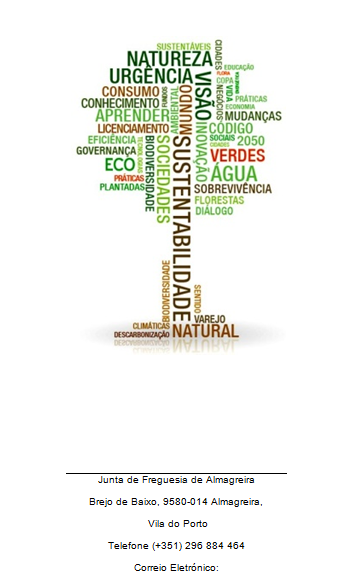 SUSTENTÁVEIS
CIDADES
NATUREZA
URGÊNCIA
VISÃO
EDUCAÇÃO
FLORA
COPA
VIDA
NEGÓCIOS
CONSUMO
FUNDOS
MUNDO
AMBIENTAL
PRÁTICAS
ECONOMIA
CONHECIMENTO
APRENDER
MUDANÇAS
LICENCIAMENTO
INOVAÇÃO
CÓDIGO
EFICIÊNCIA
BIODIVERSIDADE
SOCIEDADES
SUSTENTABILIDADE
SOCIAIS
2050
CIDADES
GOVERNANÇA
VERDES
ECO
ÁGUA
PRÁTICAS
PLANTADAS
SOBREVIVÊNCIA
FLORESTAS
DIÁLOGO
BIODIVERSIDADE
SENTIDO
VAREJO
CLIMÁTICAS
DESCARBONIZAÇÃO
NATURAL
Junta de Freguesia de Almagreira
Brejo de Baixo, 9580-014 Almagreira,
Vila do Porto
Telefone (+351) 296 884 464
Correio Eletrónico: